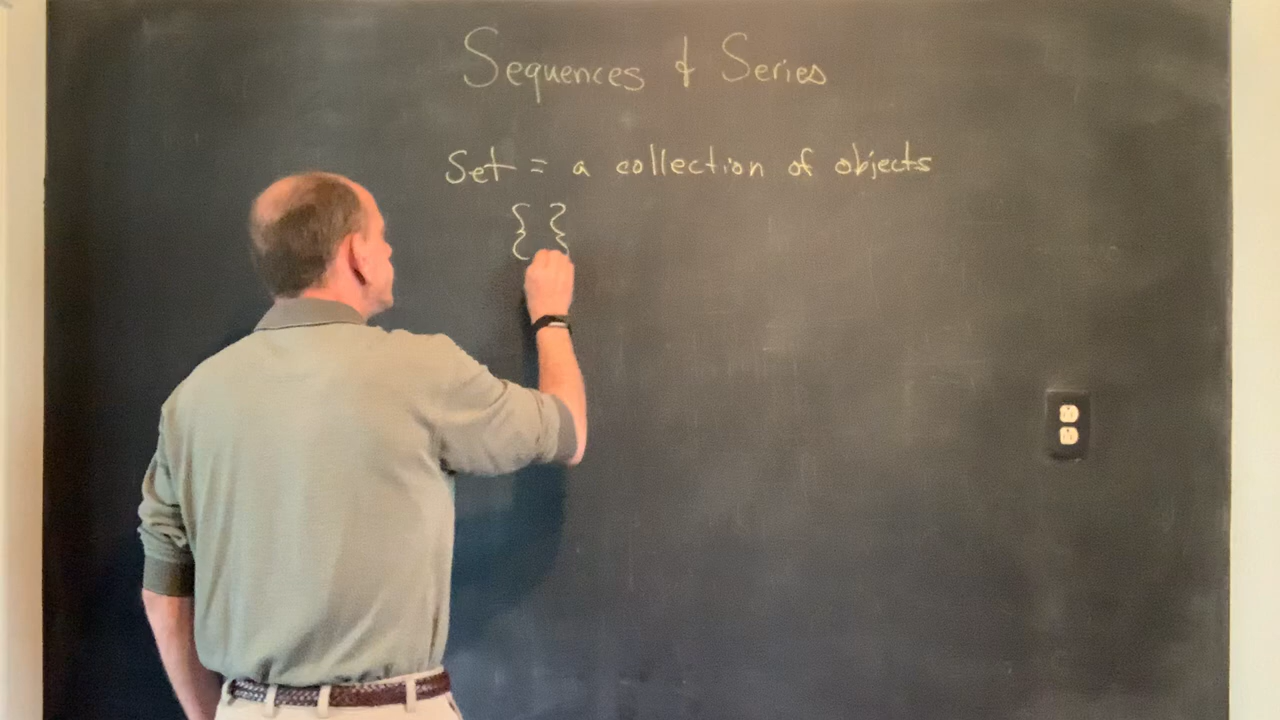 Sequences & Series
Set = a collection of objects
{ }